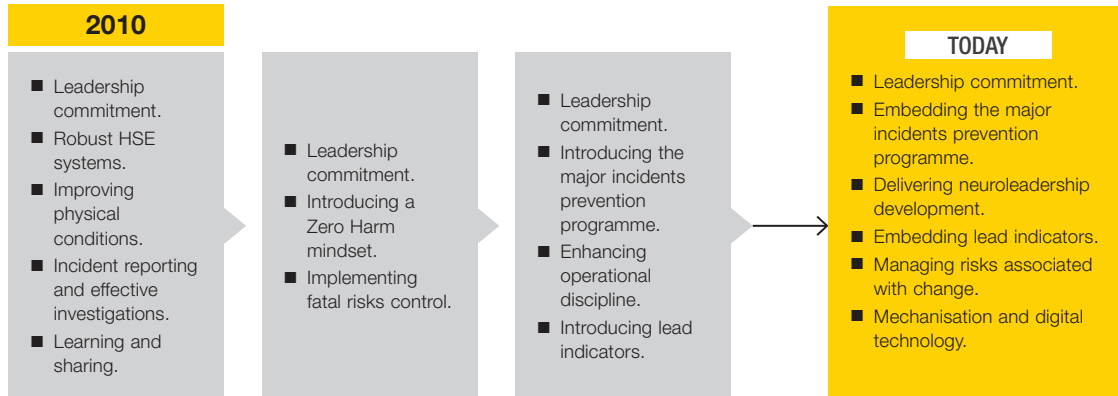 2010
■ Leadership
commitment.
■ Robust HSE
systems.
■ Improving
physical
conditions.
■ Incident reporting
and effective
investigations.
■ Learning and
sharing.
■ Leadership
commitment.
■ Introducing a
Zero Harm
mindset.
■ Implementing
fatal risks control.
■ Leadership
commitment.
■ Introducing the
major incidents
prevention
programme.
■ Enhancing
operational
discipline.
■ Introducing lead
indicators.
TODAY
■ Leadership commitment.
■ Embedding the major
incidents prevention
programme.
■ Delivering neuroleadership
development.
■ Embedding lead indicators.
■ Managing risks associated
with change.
■ Mechanisation and digital
technology.